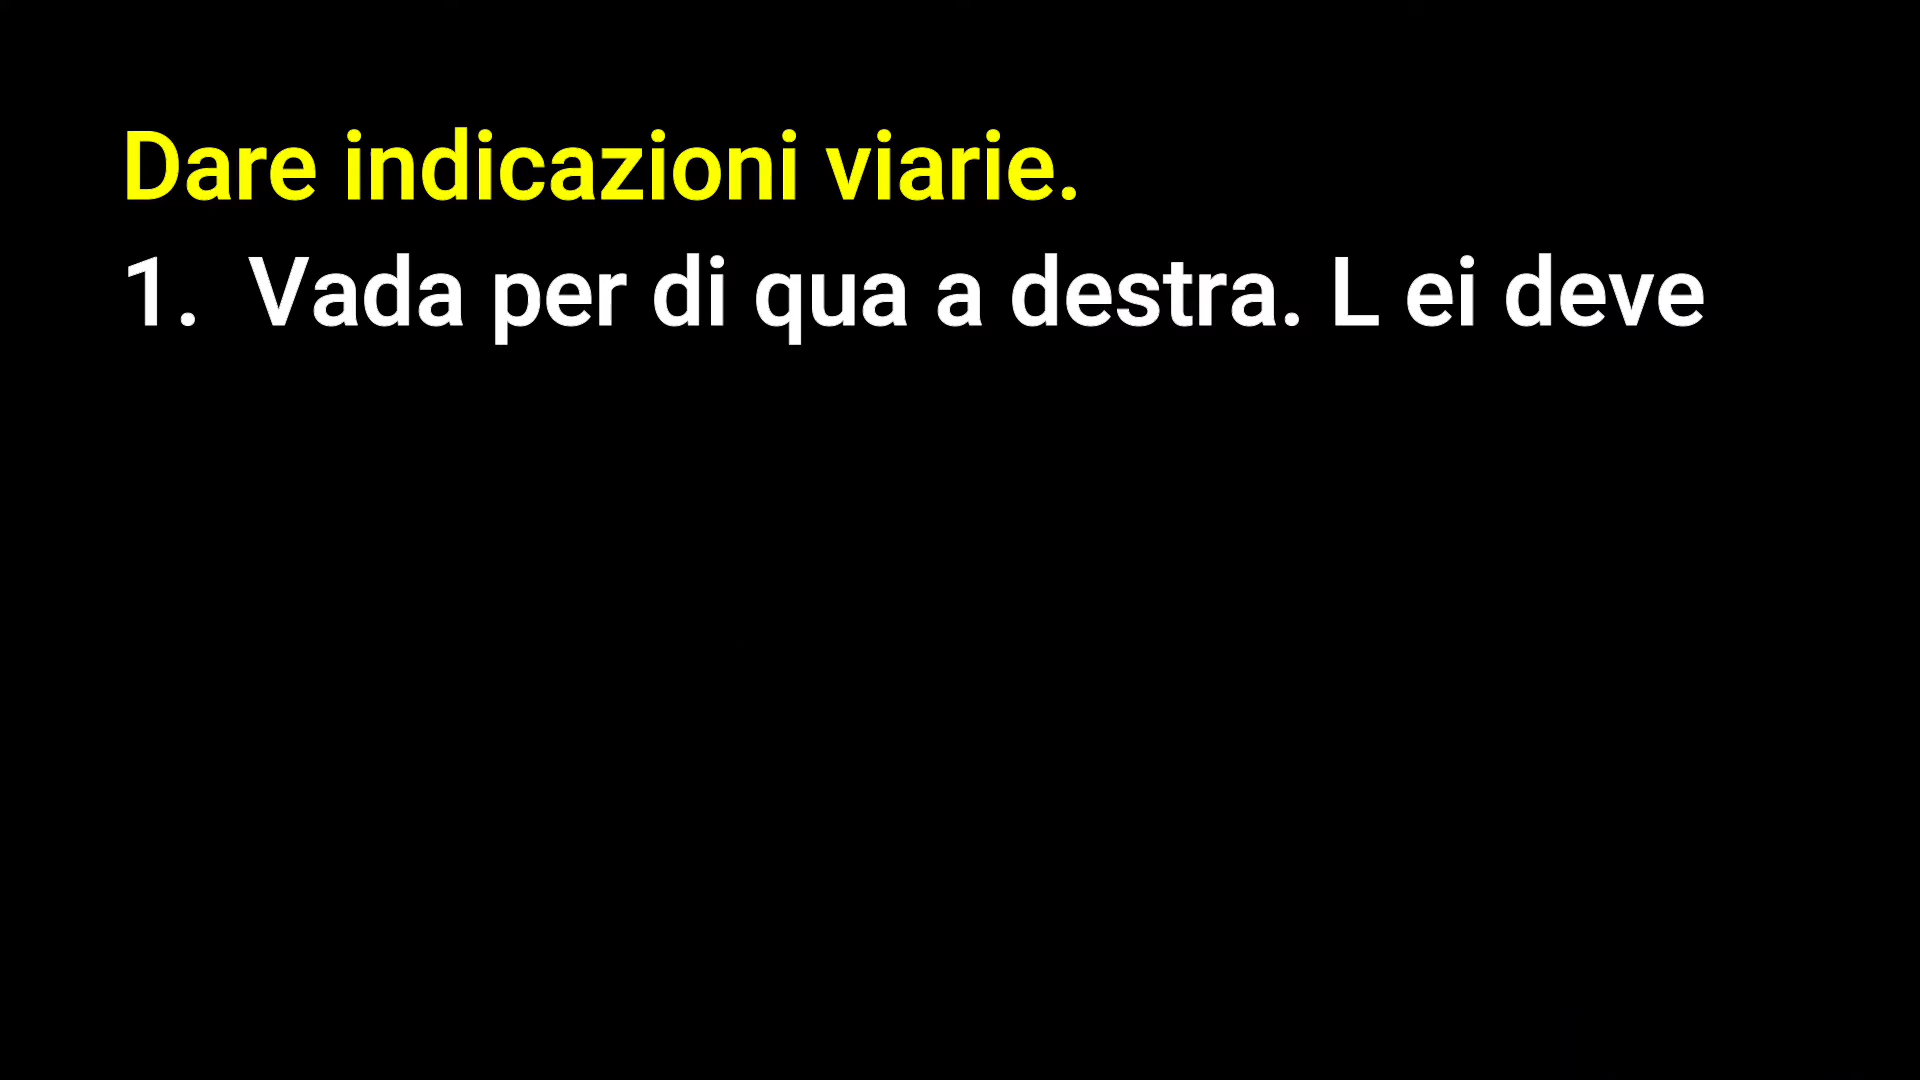 Dare indicazioni viarie.
1. Vada per di qua a destra. L ei deve